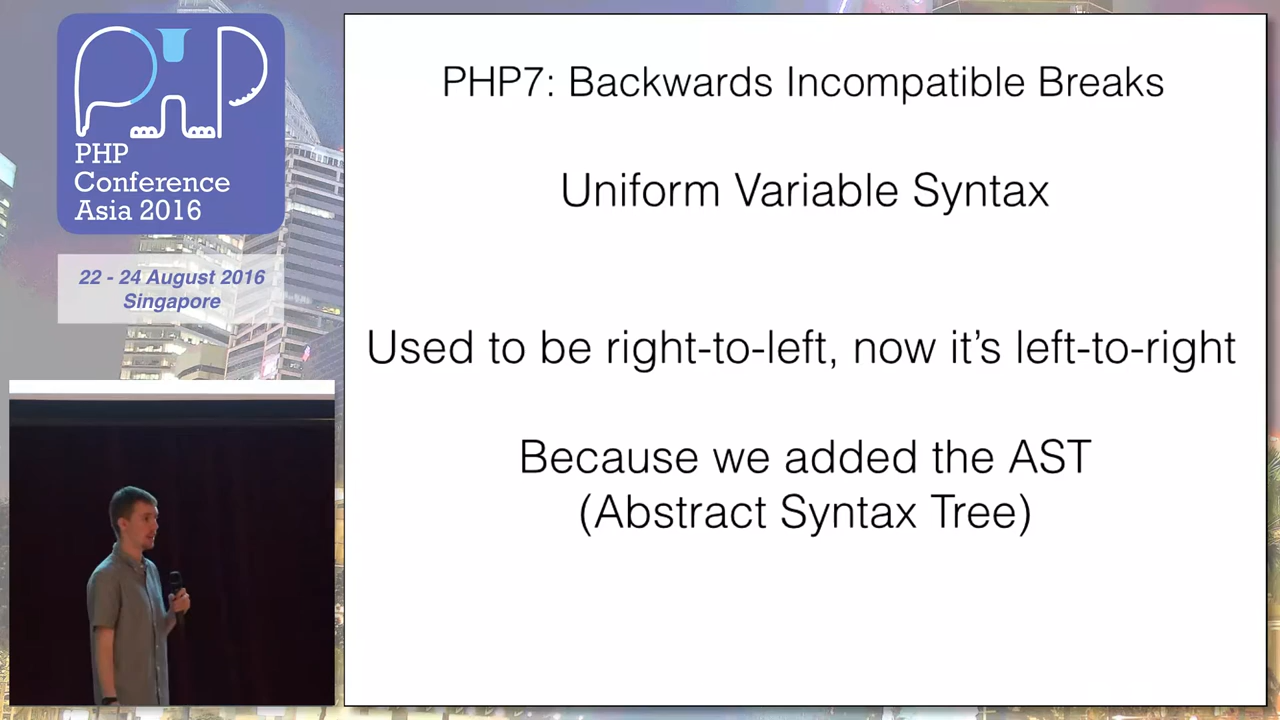 PHP
PHP
Conference
Asia 2016
22 - 24 August 2016
Singapore
PHP7: Backwards Incompatible Breaks
Uniform Variable Syntax
Used to be right-to-left, now it's left-to-right
Because we added the AST
(Abstract Syntax Tree)